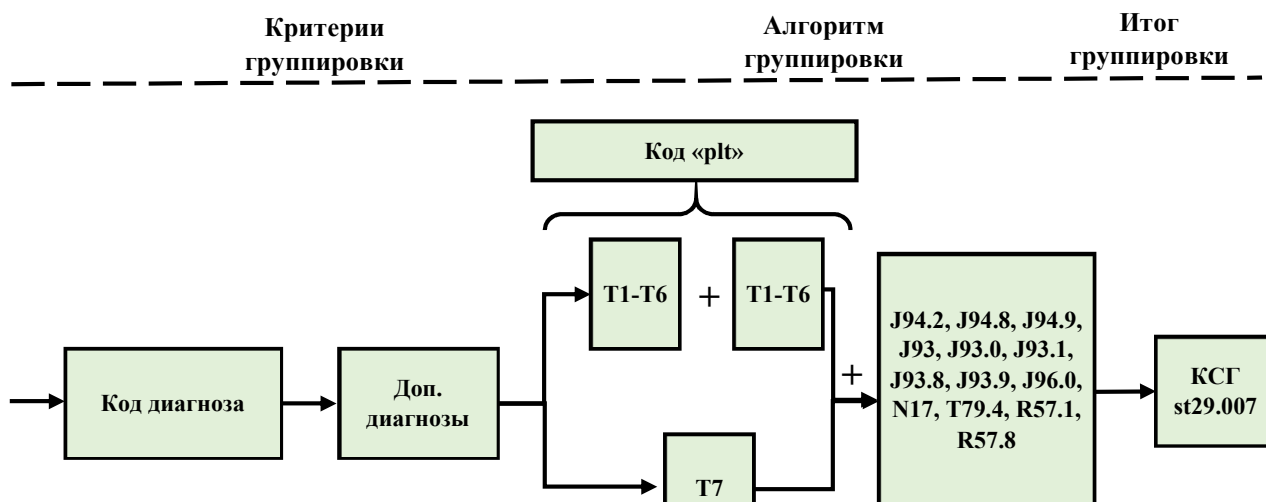 Критерии
группировки
Алгоритм
группировки
Итог
группировки
Код «plt»
T1-T6
+
T1-T6
J94.2, J94.8, J94.9,
J93, J93.0, J93.1,
J93.8, J93.9, J96.0,
N17, T79.4, R57.1,
R57.8
+
Код диагноза
Доп.
диагнозы
КСГ
st29.007
T7